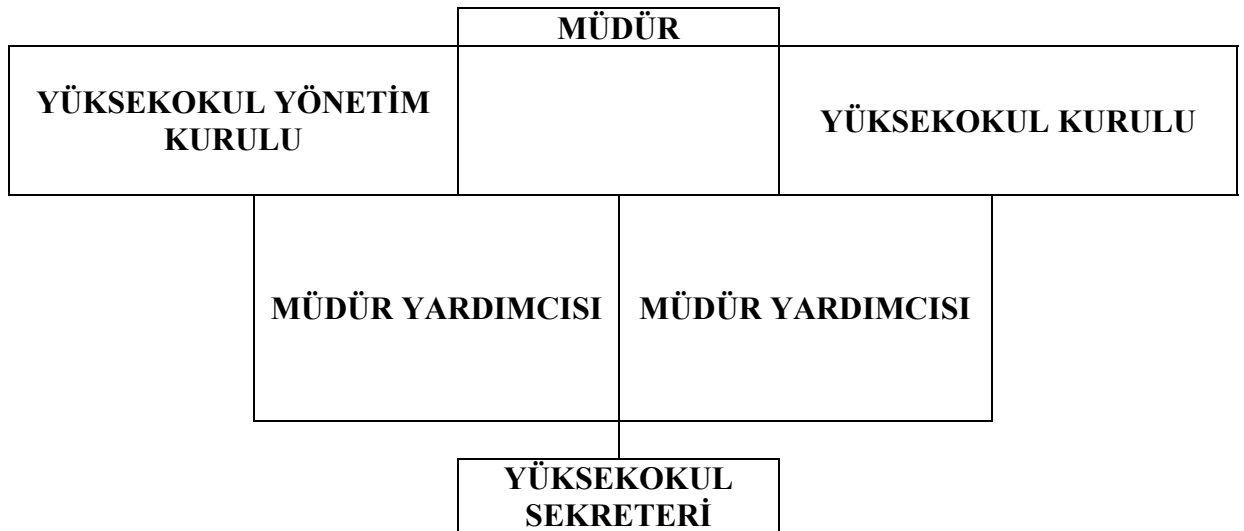 MÜDÜR
YÜKSEKOKUL YÖNETİM
KURULU
YÜKSEKOKUL KURULU
MÜDÜR YARDIMCISI
MÜDÜR YARDIMCISI
YÜKSEKOKUL
SEKRETERİ